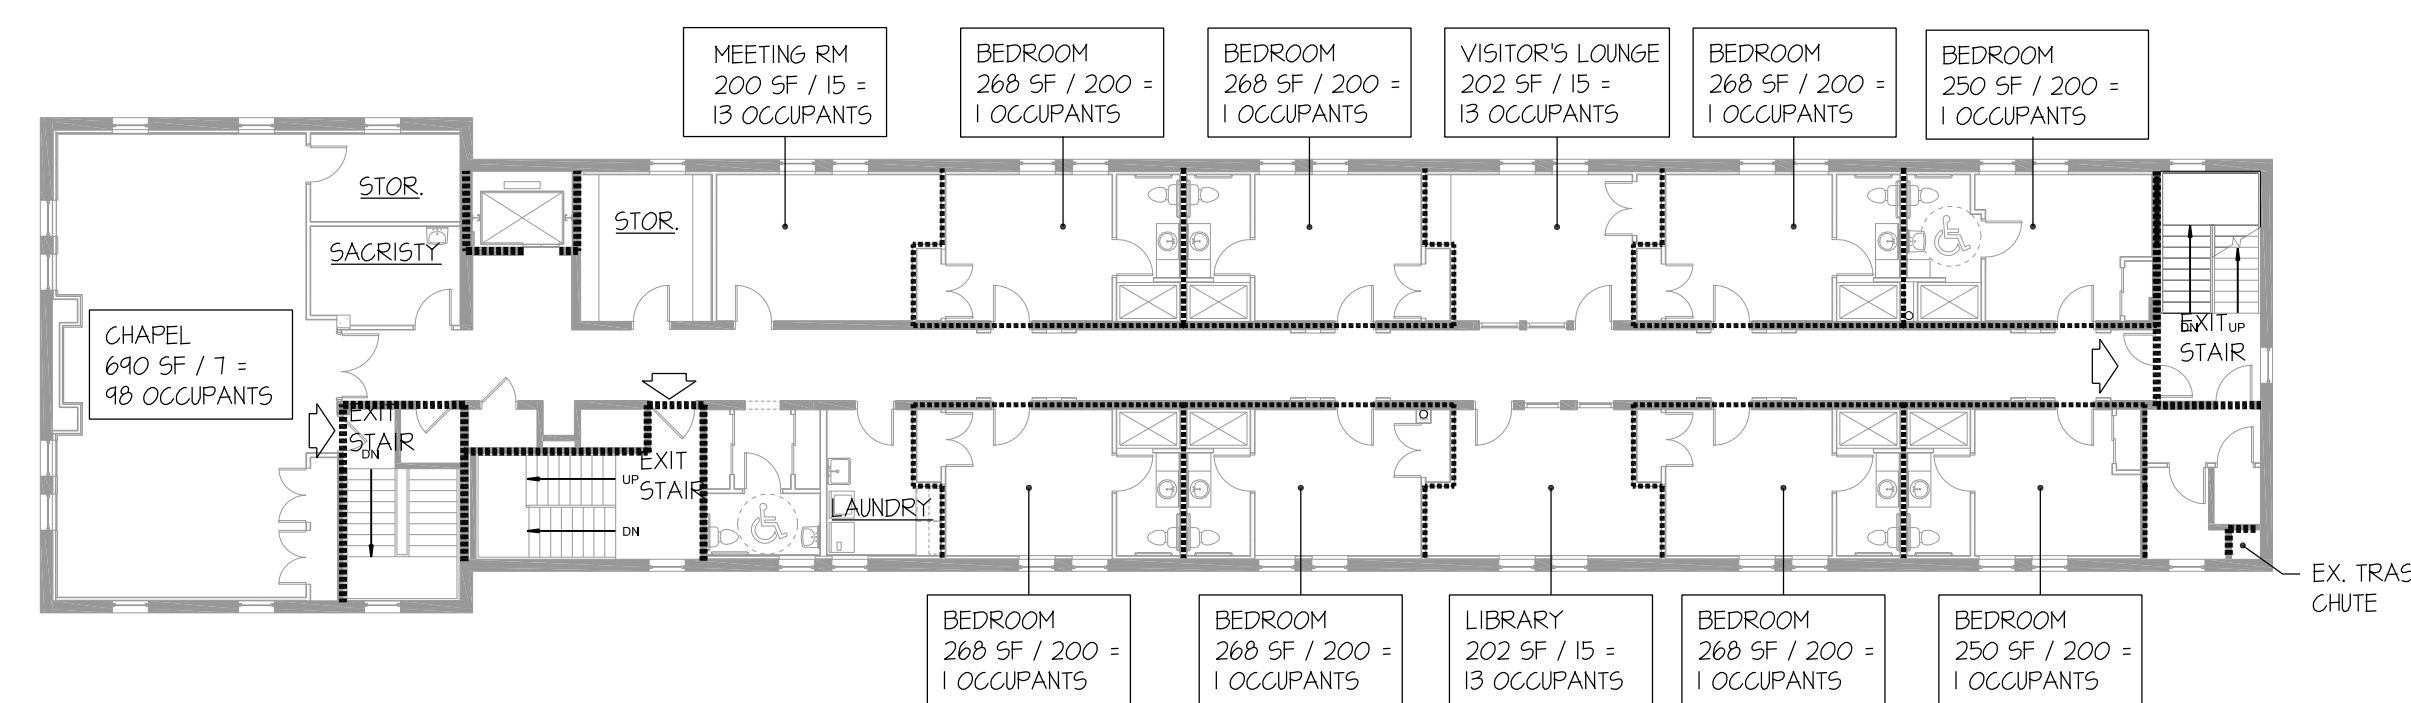 MEETING RM
200 SF / 15 =
13 OCCUPANTS
BEDROOM
268 SF / 200 =
1 OCCUPANTS
BEDROOM
268 SF / 200 =
1 OCCUPANTS
VISITOR'S LOUNGE
202 SF / 15 =
13 OCCUPANTS
BEDROOM
268 SF / 200 =
1 OCCUPANTS
BEDROOM
250 SF / 200 =
1 OCCUPANTS
STOR.
SACRISTY
STOR.
CHAPEL
690 SF / 7 =
98 OCCUPANTS
EXIT
STAIR
DN
EXIT
STAIR
UP
DN
LAUNDRY
DN
UP
EXIT
STAIR
BEDROOM
268 SF / 200 =
1 OCCUPANTS
BEDROOM
268 SF / 200 =
1 OCCUPANTS
LIBRARY
202 SF / 15 =
13 OCCUPANTS
BEDROOM
268 SF / 200 =
1 OCCUPANTS
BEDROOM
250 SF / 200 =
1 OCCUPANTS
EX. TRAS
CHUTE